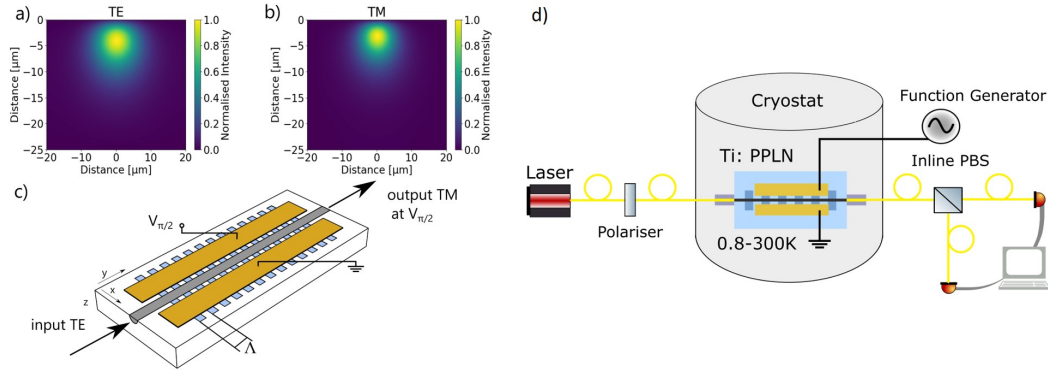 a)
TE
0
−5
−10
−15
−20
−25
−20
−10
0
10
20
Distance [μm]
Distance [μm]
1.0
0.8
0.6
0.4
0.2
0.0
Normalised Intensity
b)
TM
0
−5
−10
−15
−20
−25
−20
−10
0
10
20
Distance [μm]
Distance [μm]
1.0
0.8
0.6
0.4
0.2
0.0
Normalised Intensity
c)
output TM
at Vπ/2
Vπ/2
y
x
z
input TE
Λ
d)
Cryostat
Function Generator
Ti: PPLN
Laser
Inline PBS
Polariser
0.8-300K